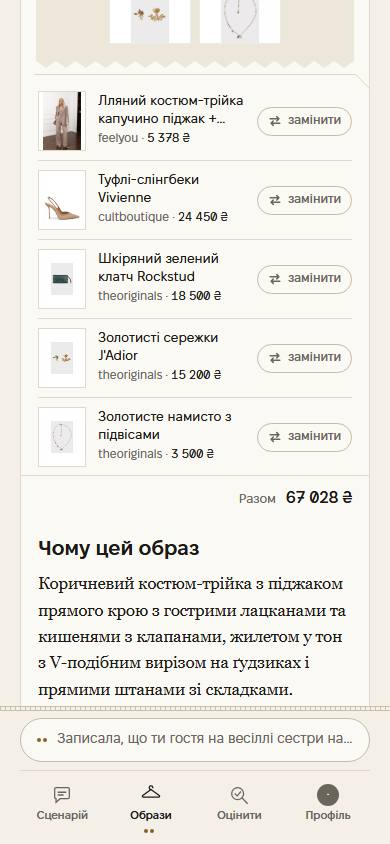 Лляний костюм-трійка
капучино піджак +...
feelyou · 5 378 ₴
замінити
Туфлі-слінгбеки
Vivienne
cultboutique · 24 450 ₴
замінити
Шкіряний зелений
клатч Rockstud
theoriginals · 18 500 ₴
замінити
Золотисті сережки
J'Adior
theoriginals · 15 200 ₴
замінити
Золотисте намисто з
підвісами
theoriginals · 3 500 ₴
замінити
Разом 67 028 ₴
Чому цей образ
Коричневий костюм-трійка з піджаком
прямого крою з гострими лацканами та
кишенями з клапанами, жилетом у тон
з V-подібним вирізом на ґудзиках і
прямими штанами зі складками.
Записала, що ти гостя на весіллі сестри на...
Сценарій
Образи
Оцінити
Профіль